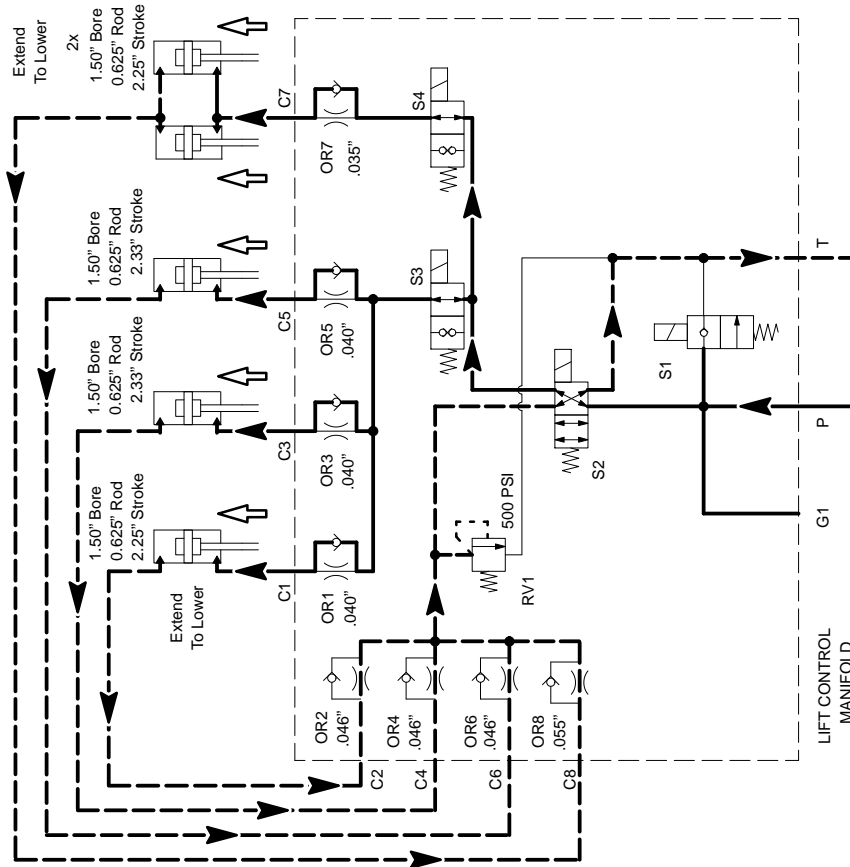 Extend
To Lower
2x
1.50” Bore
0.625” Rod
2.25” Stroke
1.50” Bore
0.625” Rod
2.33” Stroke
1.50” Bore
0.625” Rod
2.33” Stroke
1.50” Bore
0.625” Rod
2.25” Stroke
Extend
To Lower
C7
C5
C3
C1
OR7
.035”
OR5
.040”
OR3
.040”
OR1
.040”
S4
S3
S2
S1
500 PSI
RV1
OR2
.046”
OR4
.046”
OR6
.046”
OR8
.055”
C2
C4
C6
C8
T
P
G1
LIFT CONTROL
MANIFOLD